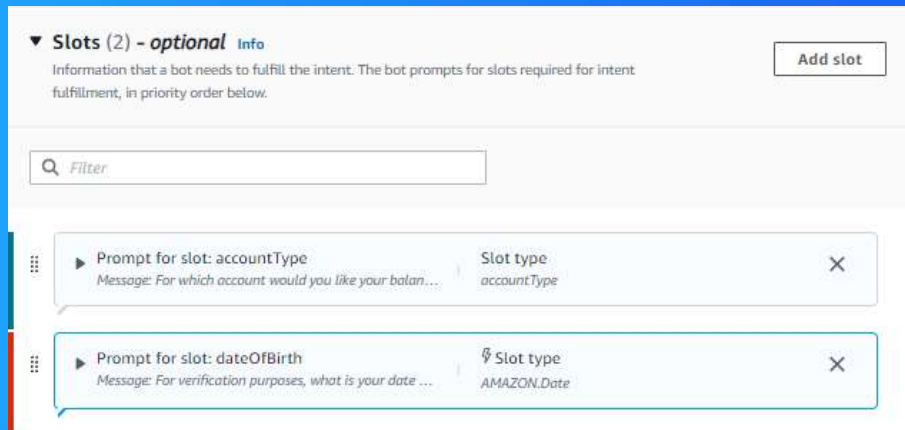 Slots (2) - optional Info
Information that a bot needs to fulfill the intent. The bot prompts for slots required for intent
fulfillment, in priority order below.
Add slot
Filter
Prompt for slot: accountType
Message: For which account would you like your balan...
Slot type
accountType
Prompt for slot: dateOfBirth
Message: For verification purposes, what is your date ...
Slot type
AMAZON.Date